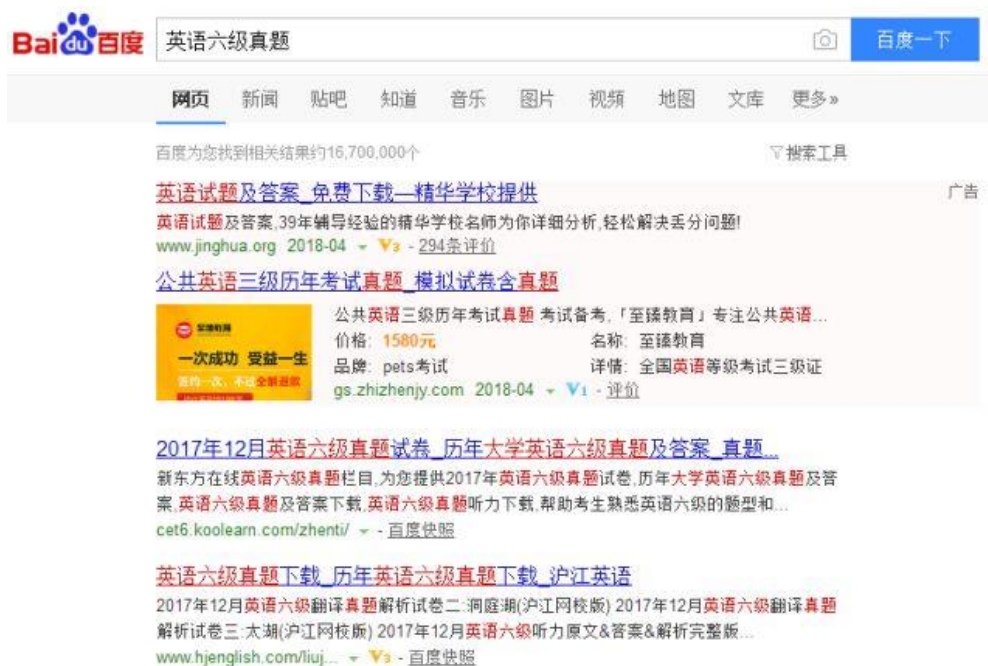 Bai du 百度
英语六级真题
百度一下
网页 新闻 贴吧 知道 音乐 图片 视频 地图 文库 更多»
百度为您找到相关结果约16,700,000个
搜索工具
英语试题及答案_免费下载—精华学校提供
广告
英语试题及答案,39年辅导经验的精华学校名师为你详细分析,轻松解决丢分问题!
www.jinghua.org 2018-04 V3 - 294条评价
公共英语三级历年考试真题_模拟试卷含真题
至臻教育
一次成功 受益一生
公共英语三级历年考试真题 考试备考,「至臻教育」专注公共英语...
价格: 1580元 名称: 至臻教育
品牌: pets考试 详情: 全国英语等级考试三级证
gs.zhizhenjy.com 2018-04 V1 - 评价
2017年12月英语六级真题试卷_历年大学英语六级真题及答案_真题...
新东方在线英语六级真题栏目,为您提供2017年英语六级真题试卷,历年大学英语六级真题及答
案,英语六级真题及答案下载,英语六级真题听力下载,帮助考生熟悉英语六级的题型和...
cet6.koolearn.com/zhenti/ - 百度快照
英语六级真题下载_历年英语六级真题下载_沪江英语
2017年12月英语六级翻译真题解析试卷二:洞庭湖(沪江网校版) 2017年12月英语六级翻译真题
解析试卷三:太湖(沪江网校版) 2017年12月英语六级听力原文&答案&解析完整版...
www.hjenglish.com/liuj... V3 - 百度快照